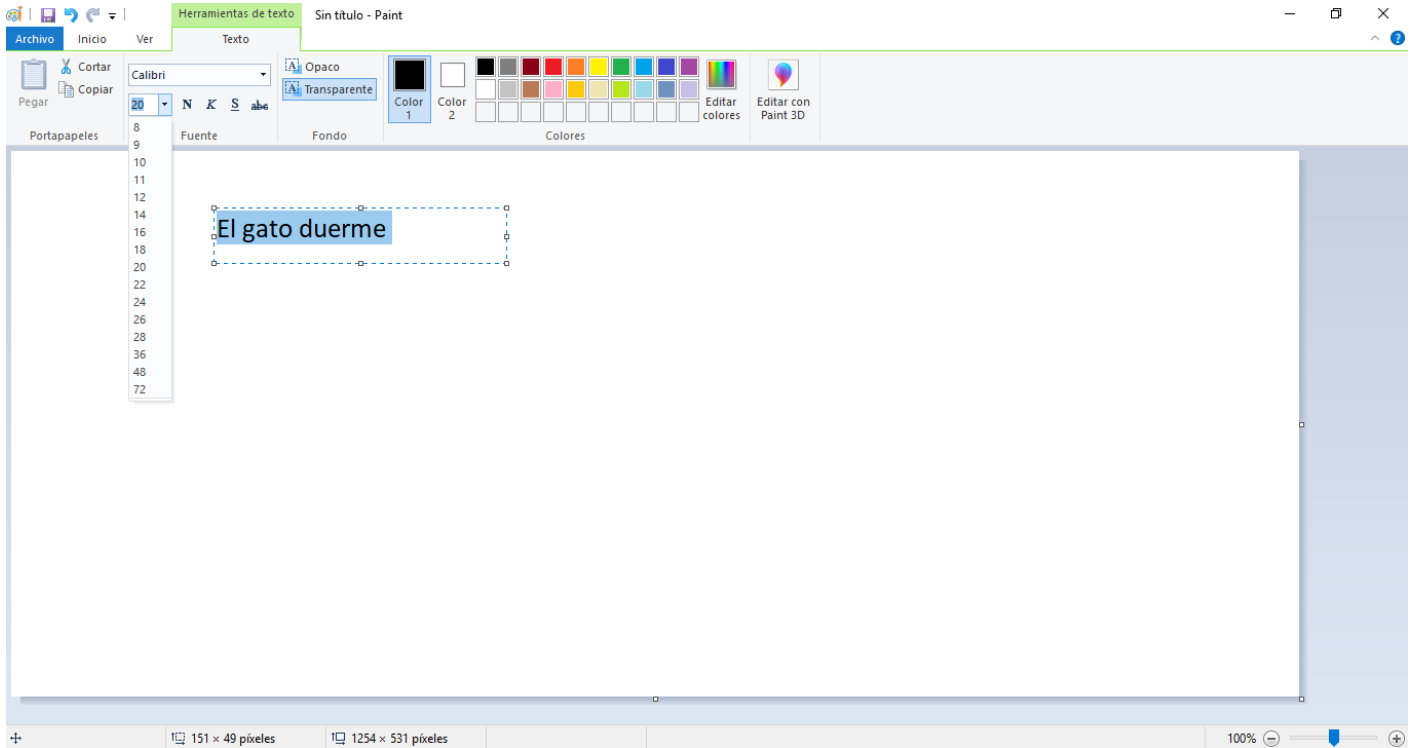 Herramientas de texto
Sin título - Paint
Archivo
Inicio
Ver
Texto
Pegar
Cortar
Copiar
Portapapeles
Calibri
20
N K S abc
Fuente
Opaco
Transparente
Fondo
Color 1
Color 2
Editar colores
Colores
Editar con Paint 3D
8
9
10
11
12
14
16
18
20
22
24
26
28
36
48
72
El gato duerme
151 × 49 píxeles
1254 × 531 píxeles
100%